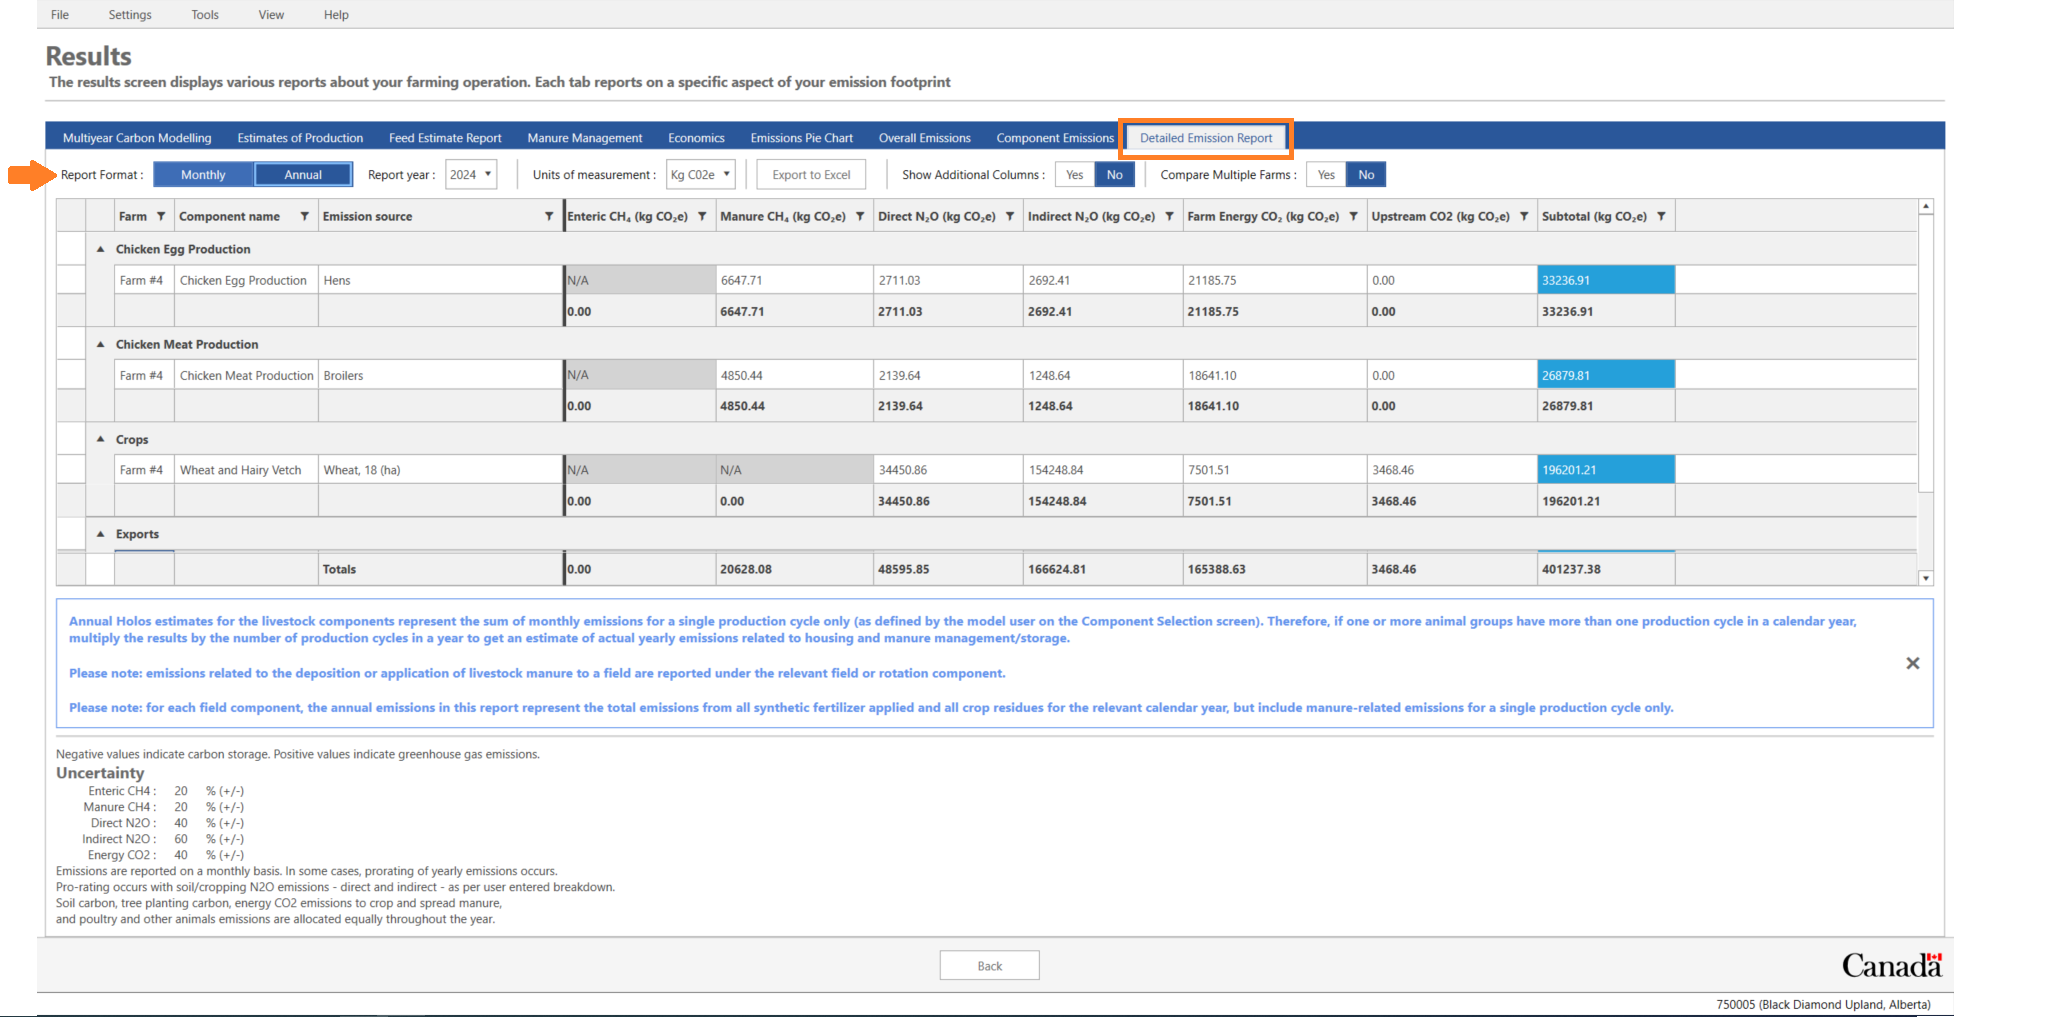 File Settings Tools View Help
Results
The results screen displays various reports about your farming operation. Each tab reports on a specific aspect of your emission footprint
Multiyear Carbon Modelling Estimates of Production Feed Estimate Report Manure Management Economics Emissions Pie Chart Overall Emissions Component Emissions Detailed Emission Report
Report Format : Monthly Annual Report year : 2024 Units of measurement : Kg C02e Export to Excel Show Additional Columns : Yes No Compare Multiple Farms : Yes No
Farm Component name Emission source Enteric CH₄ (kg CO₂e) Manure CH₄ (kg CO₂e) Direct N₂O (kg CO₂e) Indirect N₂O (kg CO₂e) Farm Energy CO₂ (kg CO₂e) Upstream CO2 (kg CO₂e) Subtotal (kg CO₂e)
Chicken Egg Production
Farm #4 Chicken Egg Production Hens N/A 6647.71 2711.03 2692.41 21185.75 0.00 33236.91
0.00 6647.71 2711.03 2692.41 21185.75 0.00 33236.91
Chicken Meat Production
Farm #4 Chicken Meat Production Broilers N/A 4850.44 2139.64 1248.64 18641.10 0.00 26879.81
0.00 4850.44 2139.64 1248.64 18641.10 0.00 26879.81
Crops
Farm #4 Wheat and Hairy Vetch Wheat, 18 (ha) N/A N/A 34450.86 154248.84 7501.51 3468.46 196201.21
0.00 0.00 34450.86 154248.84 7501.51 3468.46 196201.21
Exports
Totals 0.00 20628.08 48595.85 166624.81 165388.63 3468.46 401237.38
Annual Holos estimates for the livestock components represent the sum of monthly emissions for a single production cycle only (as defined by the model user on the Component Selection screen). Therefore, if one or more animal groups have more than one production cycle in a calendar year,
multiply the results by the number of production cycles in a year to get an estimate of actual yearly emissions related to housing and manure management/storage.
Please note: emissions related to the deposition or application of livestock manure to a field are reported under the relevant field or rotation component.
Please note: for each field component, the annual emissions in this report represent the total emissions from all synthetic fertilizer applied and all crop residues for the relevant calendar year, but include manure-related emissions for a single production cycle only.
Negative values indicate carbon storage. Positive values indicate greenhouse gas emissions.
Uncertainty
Enteric CH4 : 20 % (+/-)
Manure CH4 : 20 % (+/-)
Direct N2O : 40 % (+/-)
Indirect N2O : 60 % (+/-)
Energy CO2 : 40 % (+/-)
Emissions are reported on a monthly basis. In some cases, prorating of yearly emissions occurs.
Pro-rating occurs with soil/cropping N2O emissions - direct and indirect - as per user entered breakdown.
Soil carbon, tree planting carbon, energy CO2 emissions to crop and spread manure,
and poultry and other animals emissions are allocated equally throughout the year.
Back
Canada
750005 (Black Diamond Upland, Alberta)